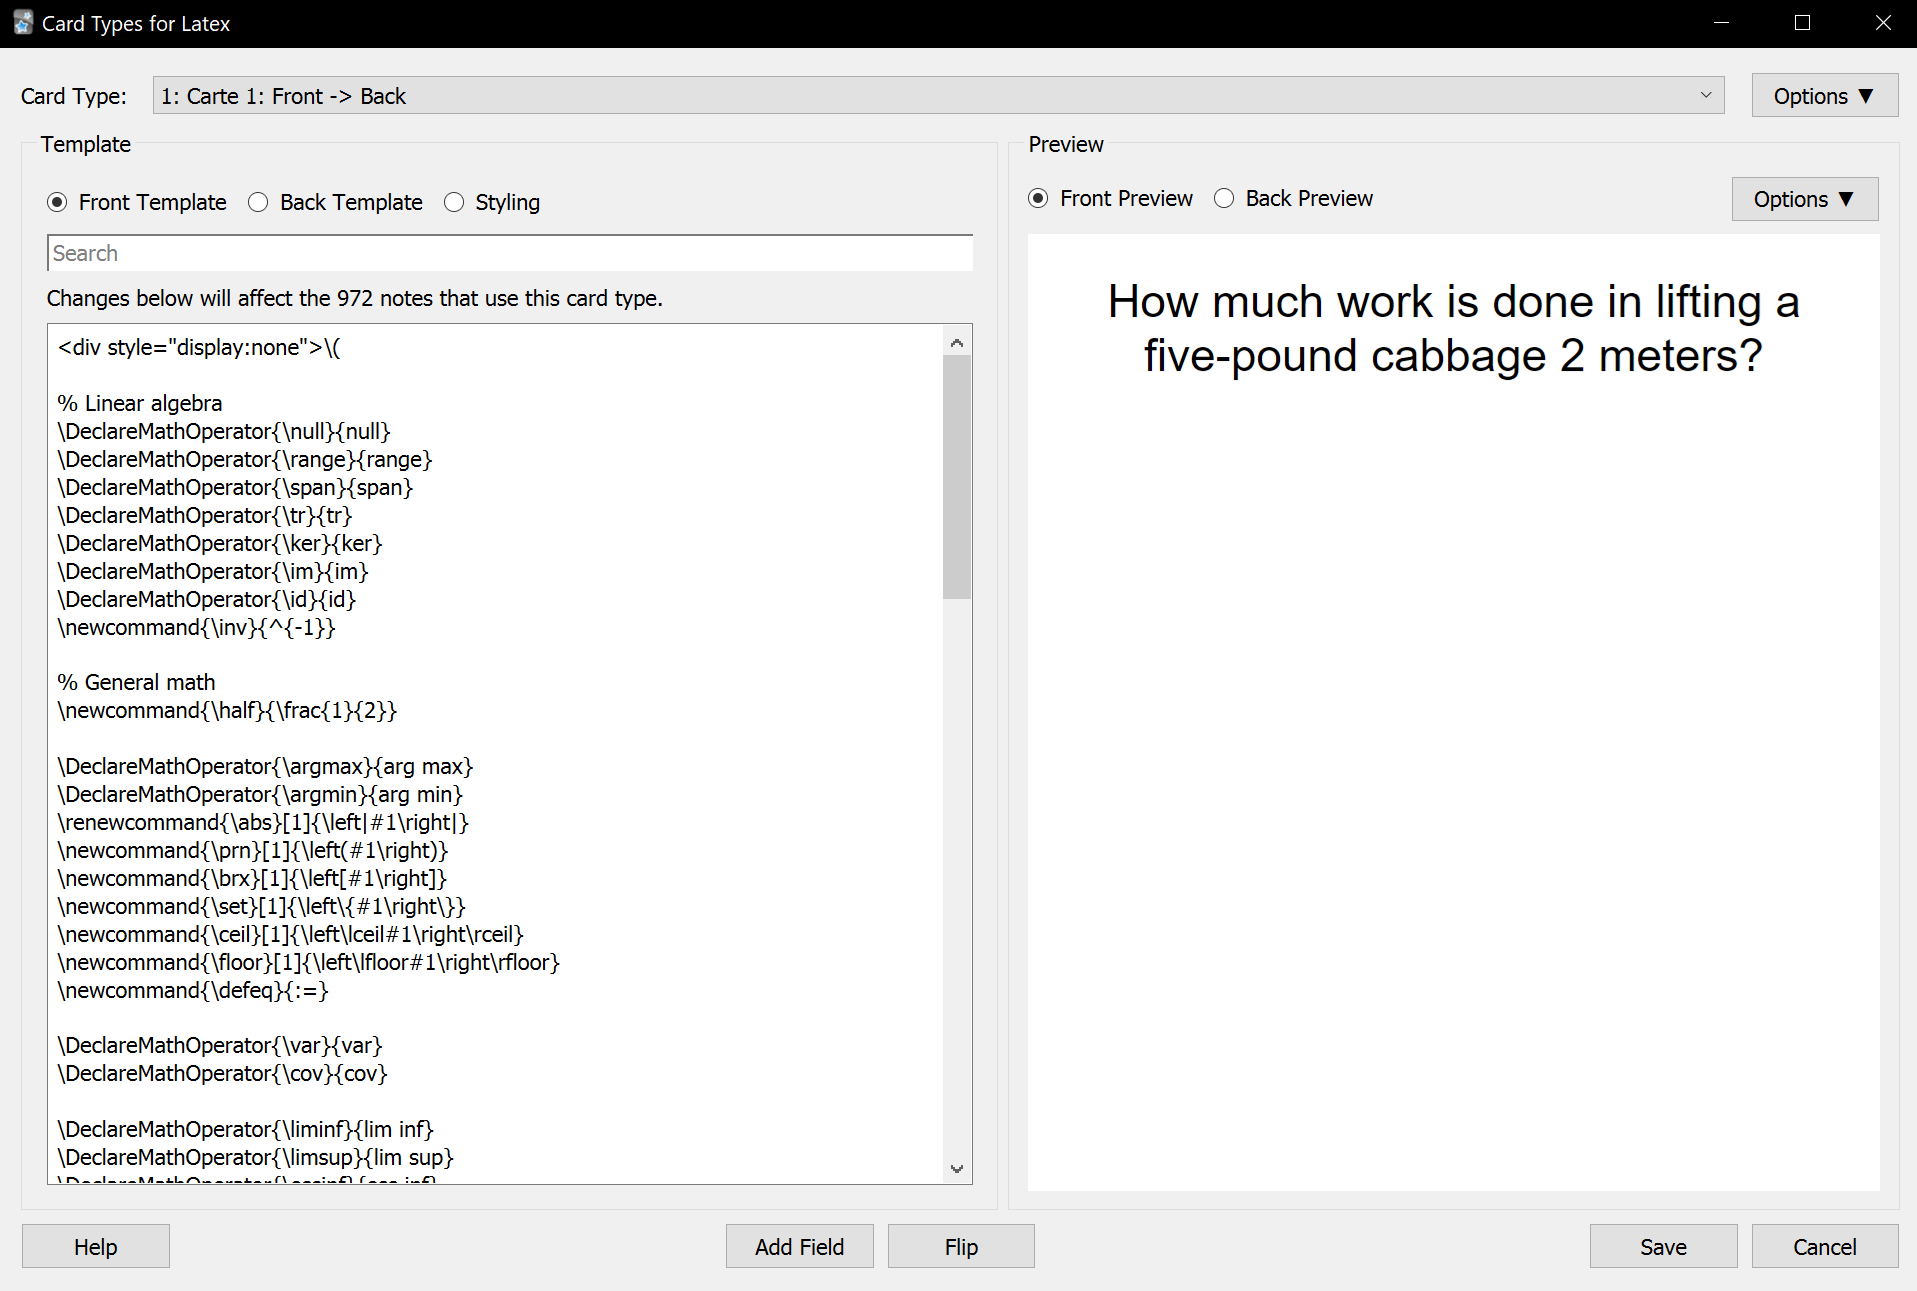 Card Types for Latex
Card Type:
1: Carte 1: Front -> Back
Options ▼
Template
Front Template
Back Template
Styling
Search
Changes below will affect the 972 notes that use this card type.
<div style="display:none">\(
% Linear algebra
\DeclareMathOperator{\null}{null}
\DeclareMathOperator{\range}{range}
\DeclareMathOperator{\span}{span}
\DeclareMathOperator{\tr}{tr}
\DeclareMathOperator{\ker}{ker}
\DeclareMathOperator{\im}{im}
\DeclareMathOperator{\id}{id}
\newcommand{\inv}{^{-1}}
% General math
\newcommand{\half}{\frac{1}{2}}
\DeclareMathOperator{\argmax}{arg max}
\DeclareMathOperator{\argmin}{arg min}
\renewcommand{\abs}[1]{\left|#1\right|}
\newcommand{\prn}[1]{\left(#1\right)}
\newcommand{\brx}[1]{\left[#1\right]}
\newcommand{\set}[1]{\left\{#1\right\}}
\newcommand{\ceil}[1]{\left\lceil#1\right\rceil}
\newcommand{\floor}[1]{\left\lfloor#1\right\rfloor}
\newcommand{\defeq}{:=}
\DeclareMathOperator{\var}{var}
\DeclareMathOperator{\cov}{cov}
\DeclareMathOperator{\liminf}{lim inf}
\DeclareMathOperator{\limsup}{lim sup}
Preview
Front Preview
Back Preview
Options ▼
How much work is done in lifting a
five-pound cabbage 2 meters?
Help
Add Field
Flip
Save
Cancel